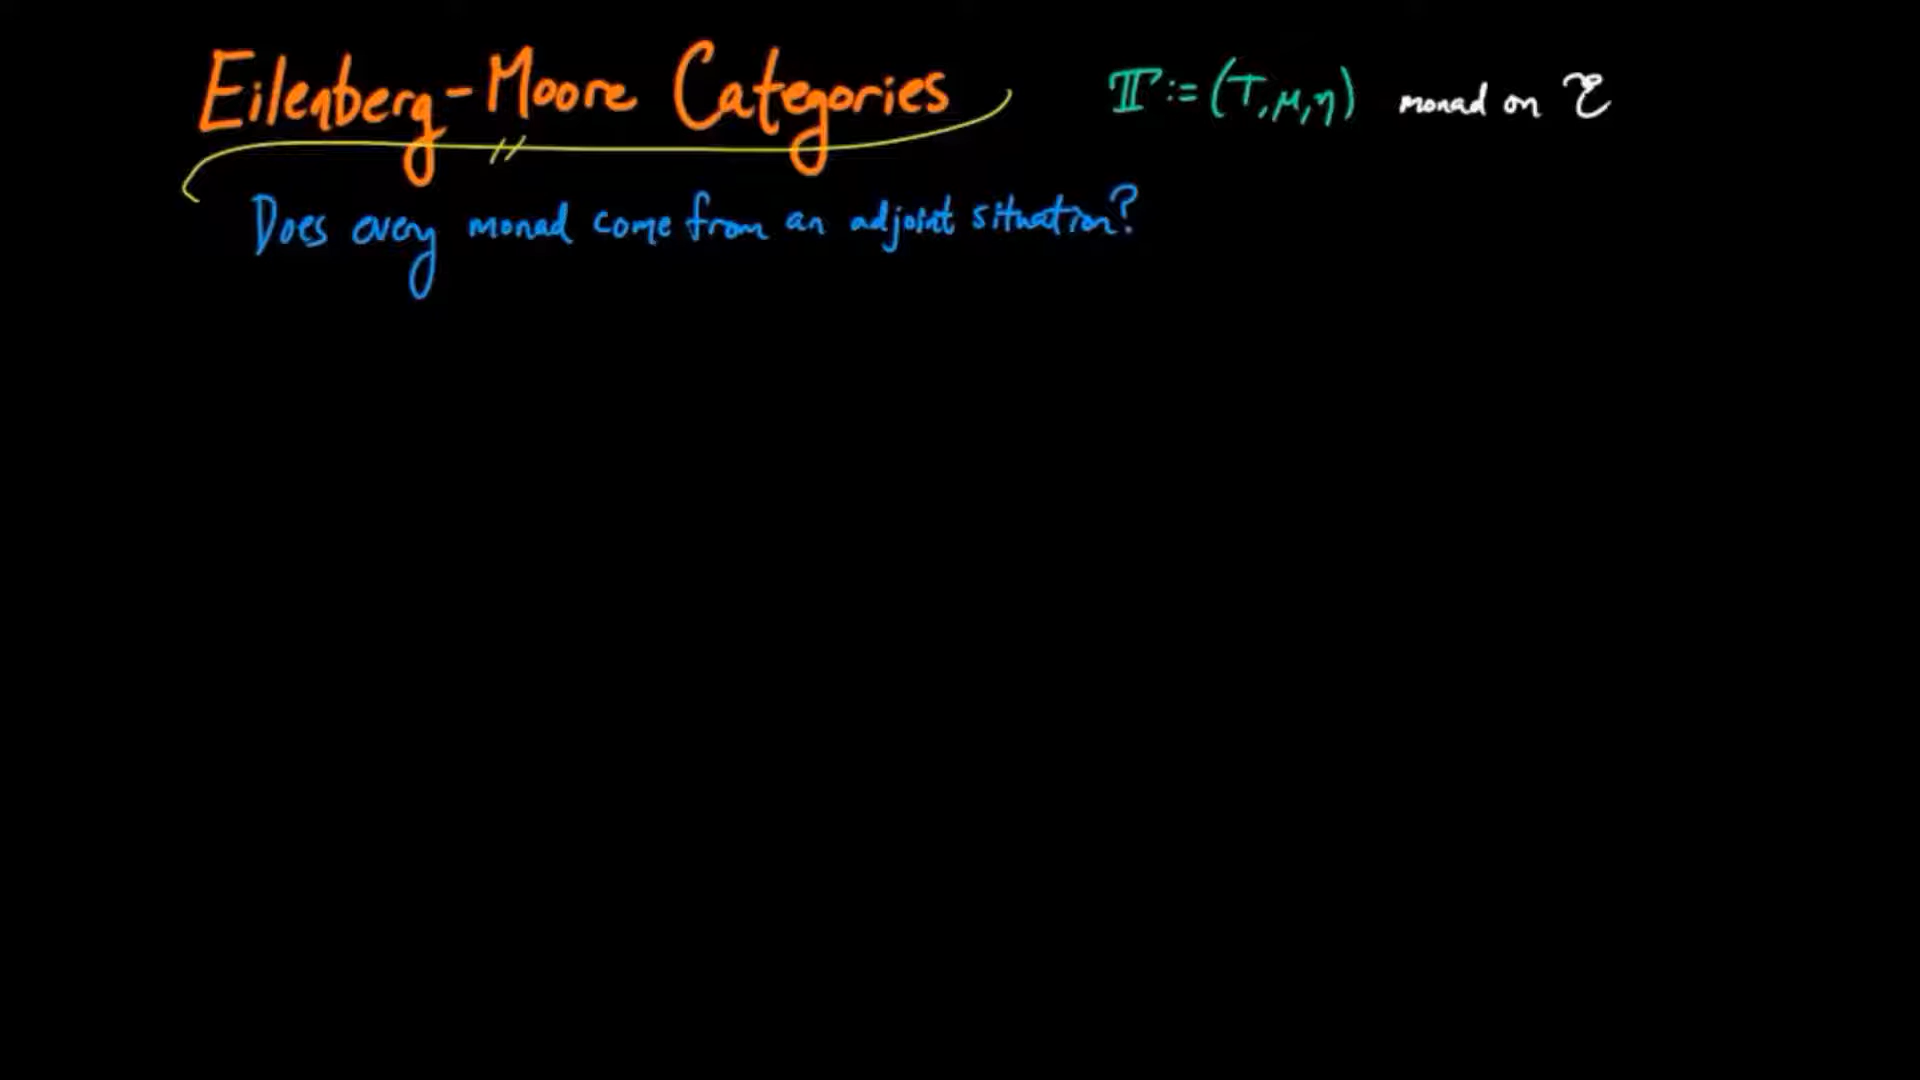 Eilenberg-Moore Categories
𝕋 := (T, μ, η) monad on ℰ
Does every monad come from an adjoint situation?